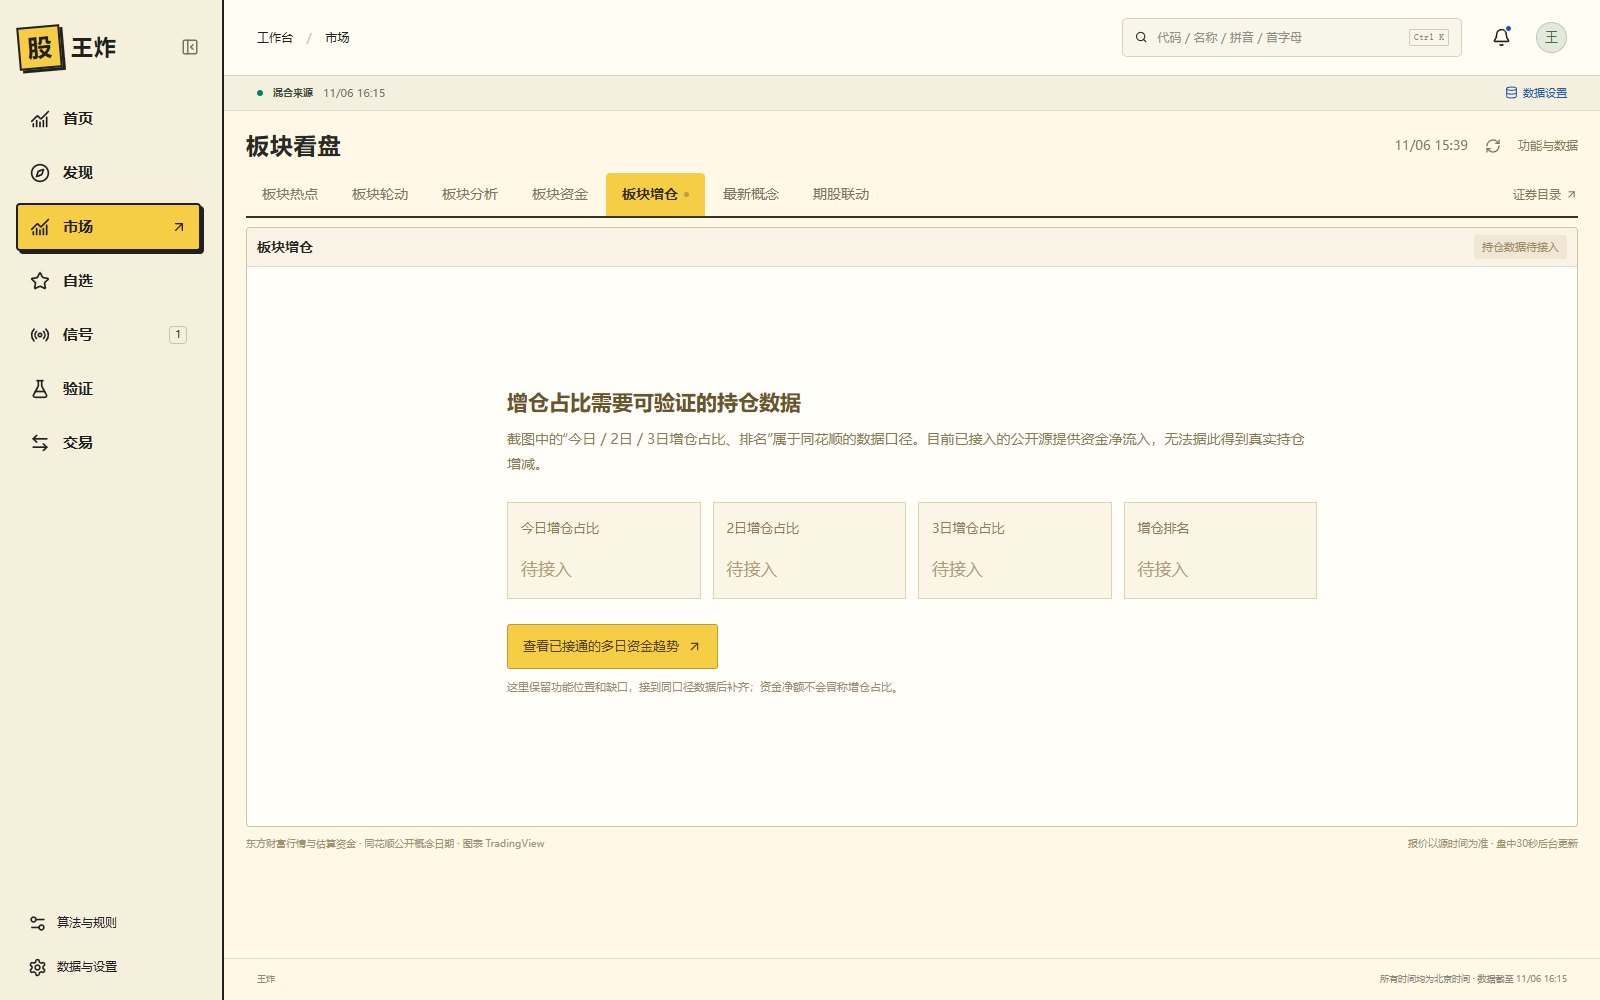 股 王炸
首页
发现
市场
自选
信号 1
验证
交易
算法与规则
数据与设置
工作台 / 市场
代码 / 名称 / 拼音 / 首字母 Ctrl K
王
混合来源 11/06 16:15
数据设置
板块看盘
11/06 15:39 功能与数据
板块热点 板块轮动 板块分析 板块资金 板块增仓 最新概念 期股联动
证券目录
板块增仓
持仓数据待接入
增仓占比需要可验证的持仓数据
截图中的“今日 / 2日 / 3日增仓占比、排名”属于同花顺的数据口径。目前已接入的公开源提供资金净流入，无法据此得到真实持仓
增减。
今日增仓占比 2日增仓占比 3日增仓占比 增仓排名
待接入 待接入 待接入 待接入
查看已接通的多日资金趋势
这里保留功能位置和缺口，接到同口径数据后补齐；资金净额不会冒称增仓占比。
东方财富行情与估算资金 · 同花顺公开概念日期 · 图表 TradingView
报价以源时间为准 · 盘中30秒后台更新
王炸
所有时间均为北京时间 · 数据截至 11/06 16:15